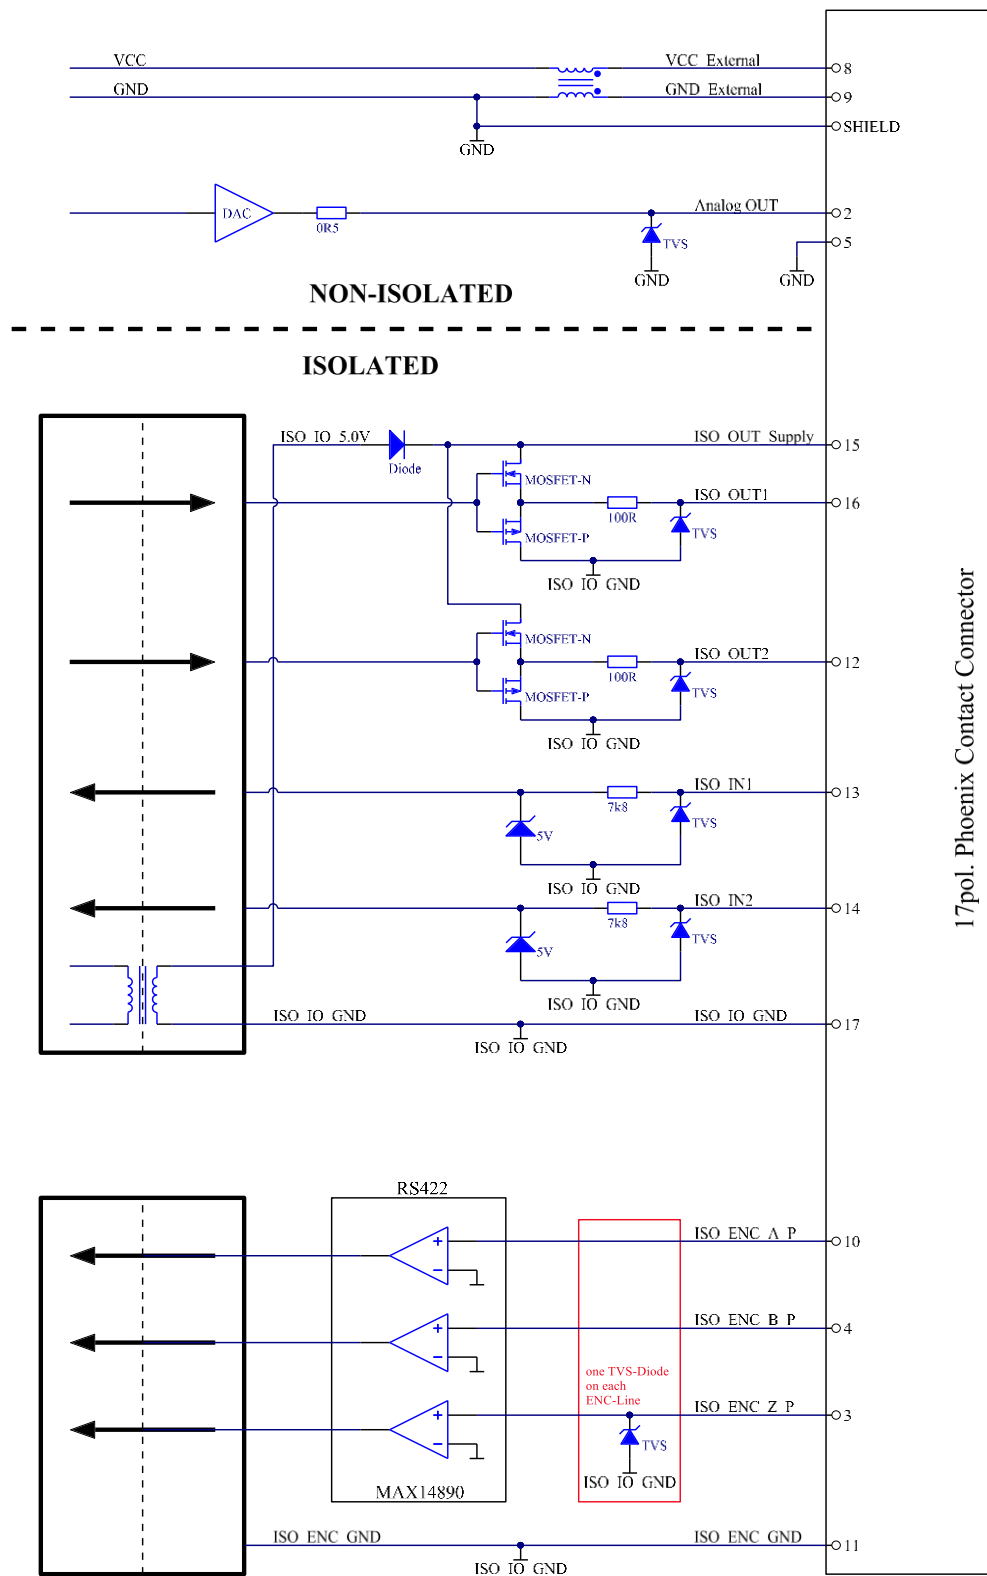 VCC
VCC External
8
GND
GND External
9
SHIELD
GND
DAC
0R5
Analog OUT
2
TVS
5
GND
GND
NON-ISOLATED
ISOLATED
ISO IO 5.0V
Diode
ISO OUT Supply
15
MOSFET-N
ISO OUT1
16
100R
MOSFET-P
TVS
ISO IO GND
MOSFET-N
ISO OUT2
12
100R
MOSFET-P
TVS
ISO IO GND
ISO IN1
13
7k8
5V
TVS
ISO IO GND
ISO IN2
14
7k8
5V
TVS
ISO IO GND
ISO IO GND
ISO IO GND
17
ISO IO GND
17pol. Phoenix Contact Connector
RS422
ISO ENC A P
10
+
-
ISO ENC B P
4
+
-
one TVS-Diode
on each
ENC-Line
ISO ENC Z P
3
+
-
TVS
ISO IO GND
MAX14890
ISO ENC GND
ISO ENC GND
11
ISO IO GND